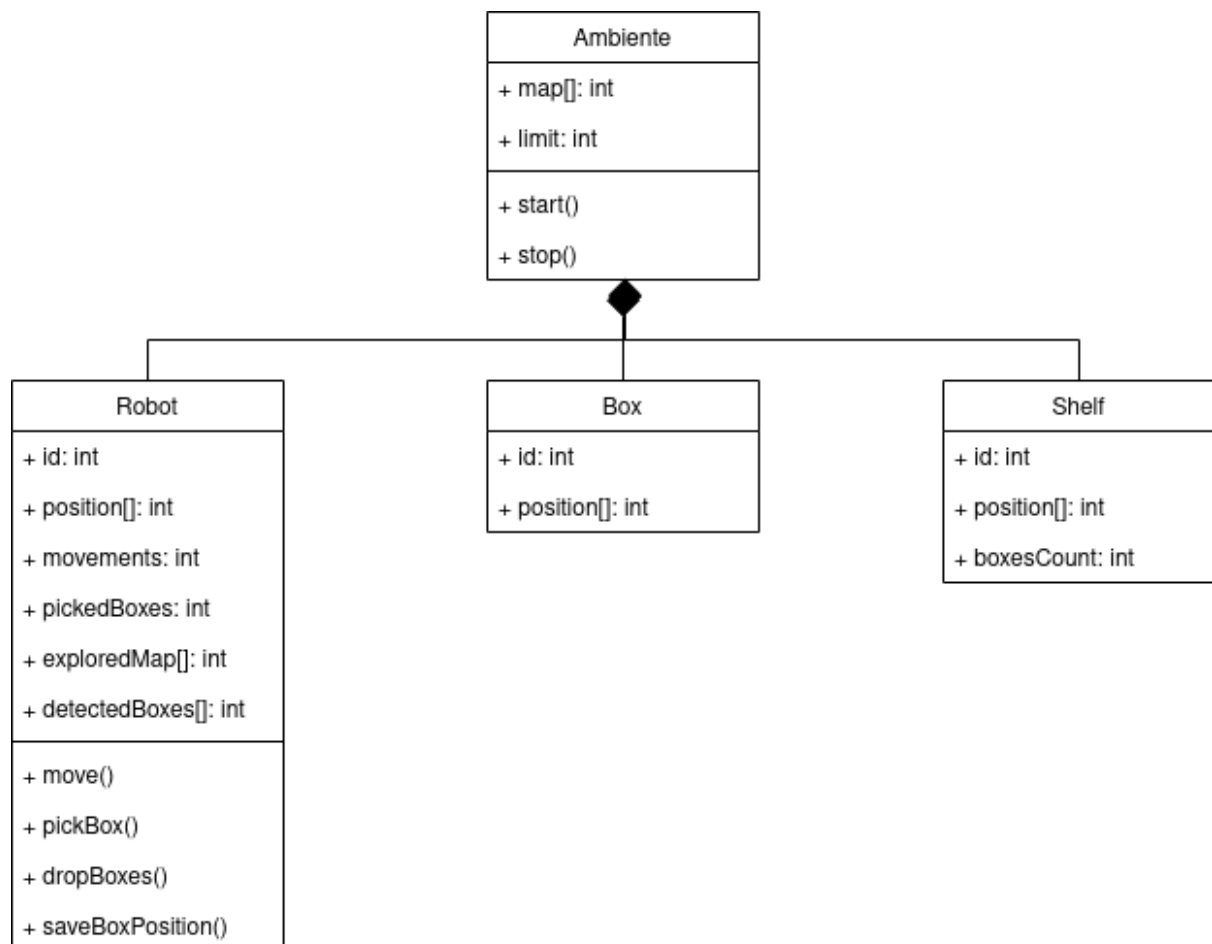 Ambiente
+ map[]: int
+ limit: int
+ start()
+ stop()
Robot
+ id: int
+ position[]: int
+ movements: int
+ pickedBoxes: int
+ exploredMap[]: int
+ detectedBoxes[]: int
+ move()
+ pickBox()
+ dropBoxes()
+ saveBoxPosition()
Box
+ id: int
+ position[]: int
Shelf
+ id: int
+ position[]: int
+ boxesCount: int